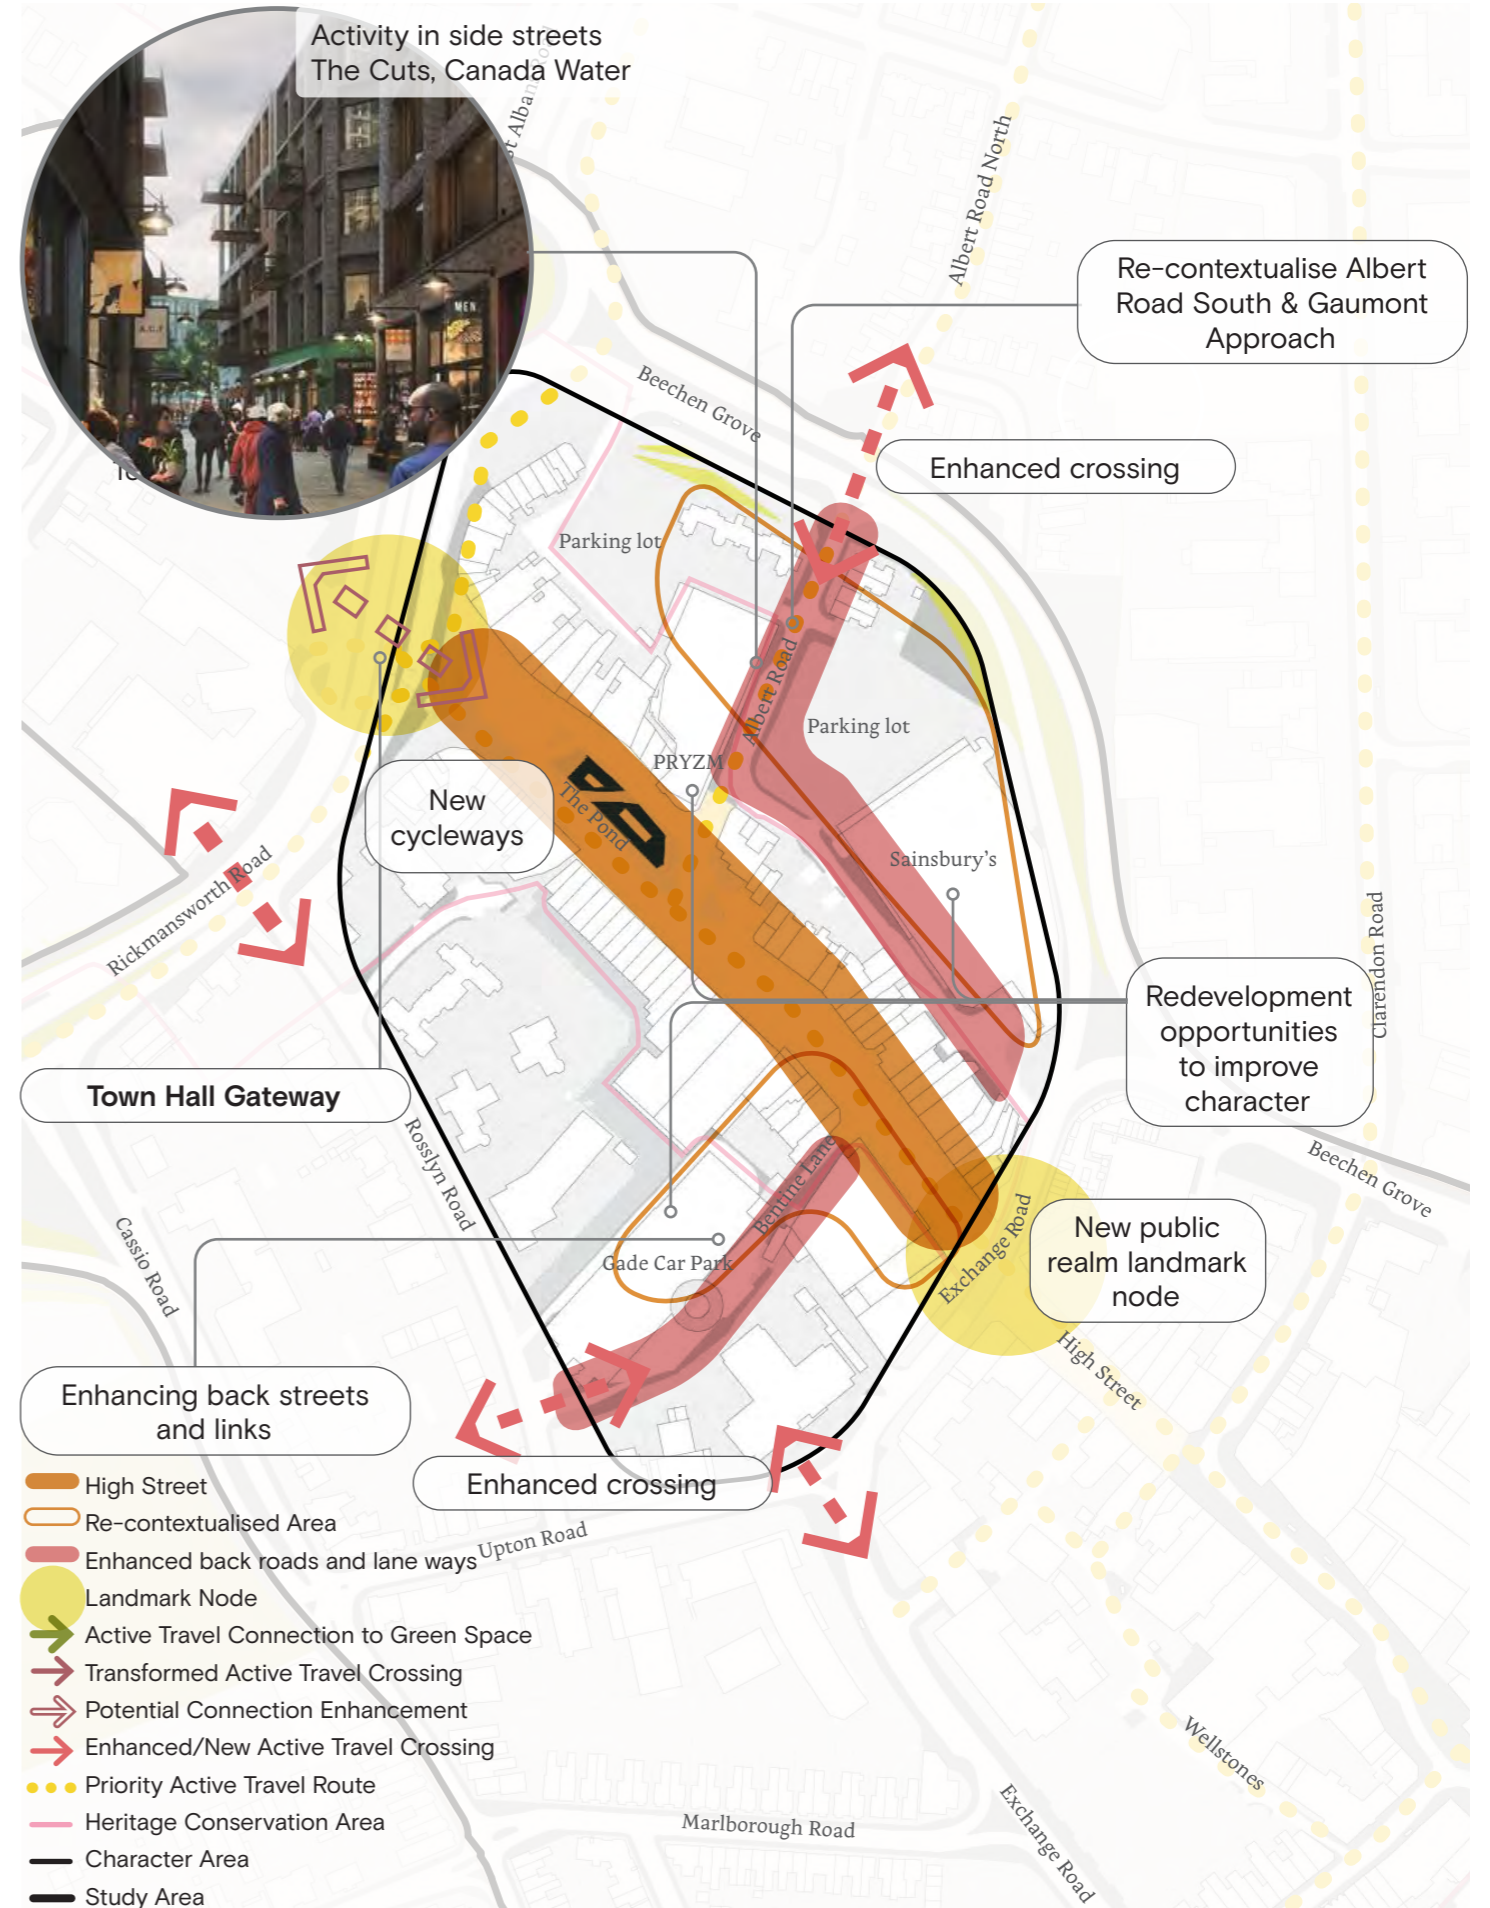 Activity in side streets
The Cuts, Canada Water
MEN
A.C.F
st Albans Road
Albert Road North
Re-contextualise Albert
Road South & Gaumont
Approach
Beechen Grove
Enhanced crossing
Parking lot
Albert Road
Parking lot
PRYZM
The Pond
New
cycleways
Sainsbury's
Rickmansworth Road
Clarendon Road
Redevelopment
opportunities
to improve
character
Town Hall Gateway
Rosslyn Road
Bentine Lane
Beechen Grove
Cassio Road
Gade Car Park
Exchange Road
New public
realm landmark
node
High Street
Enhancing back streets
and links
Enhanced crossing
Upton Road
High Street
Re-contextualised Area
Enhanced back roads and lane ways
Landmark Node
Active Travel Connection to Green Space
Transformed Active Travel Crossing
Potential Connection Enhancement
Enhanced/New Active Travel Crossing
Priority Active Travel Route
Heritage Conservation Area
Character Area
Study Area
Wellstones
Marlborough Road
Exchange Road